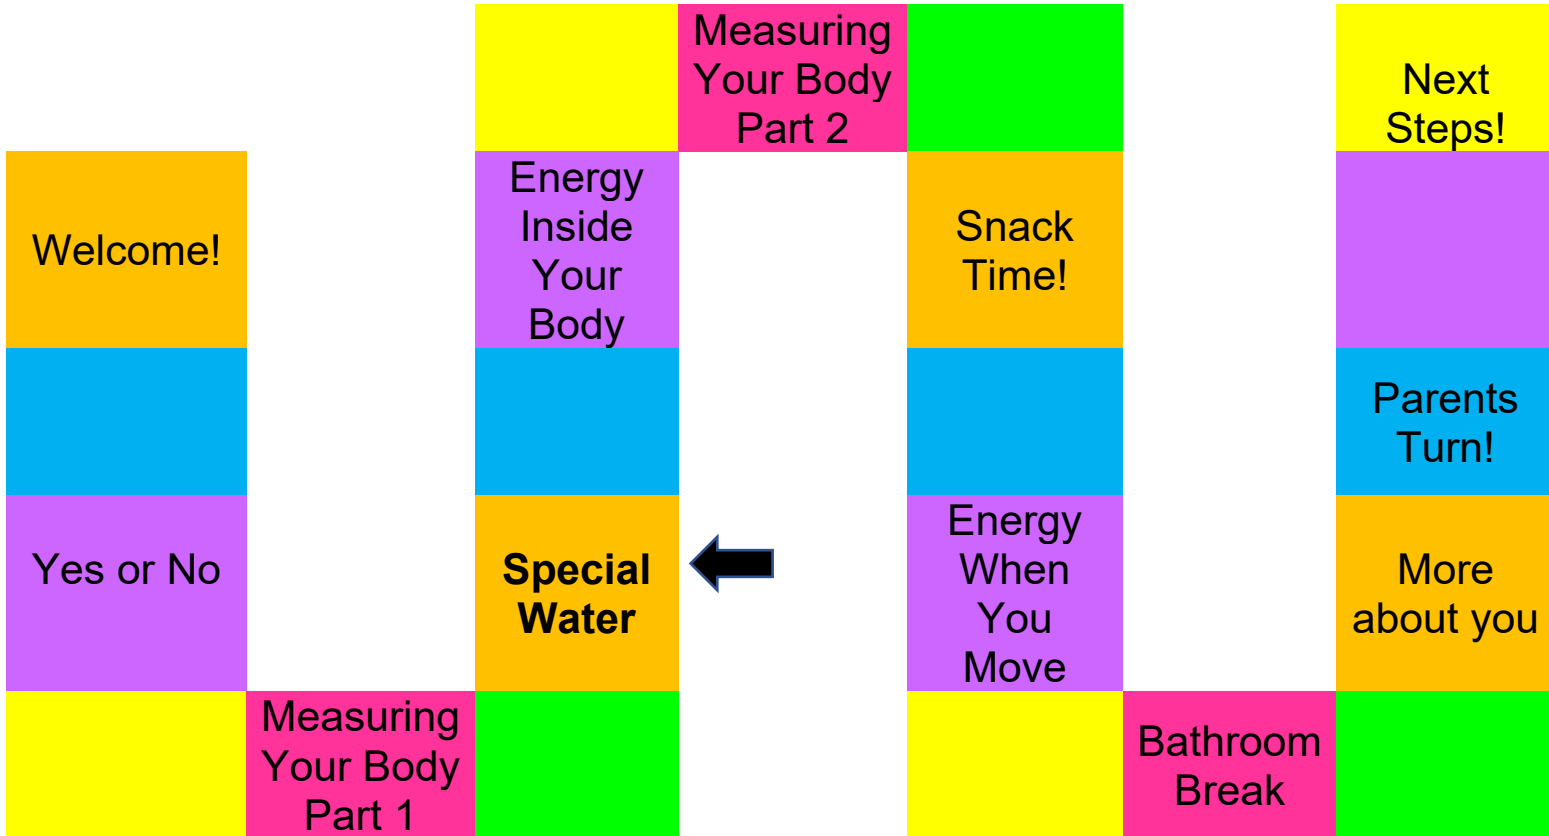 Welcome!
Yes or No
Measuring
Your Body
Part 1
Special
Water
Energy
Inside
Your
Body
Measuring
Your Body
Part 2
Snack
Time!
Energy
When
You
Move
Bathroom
Break
More
about you
Parents
Turn!
Next
Steps!